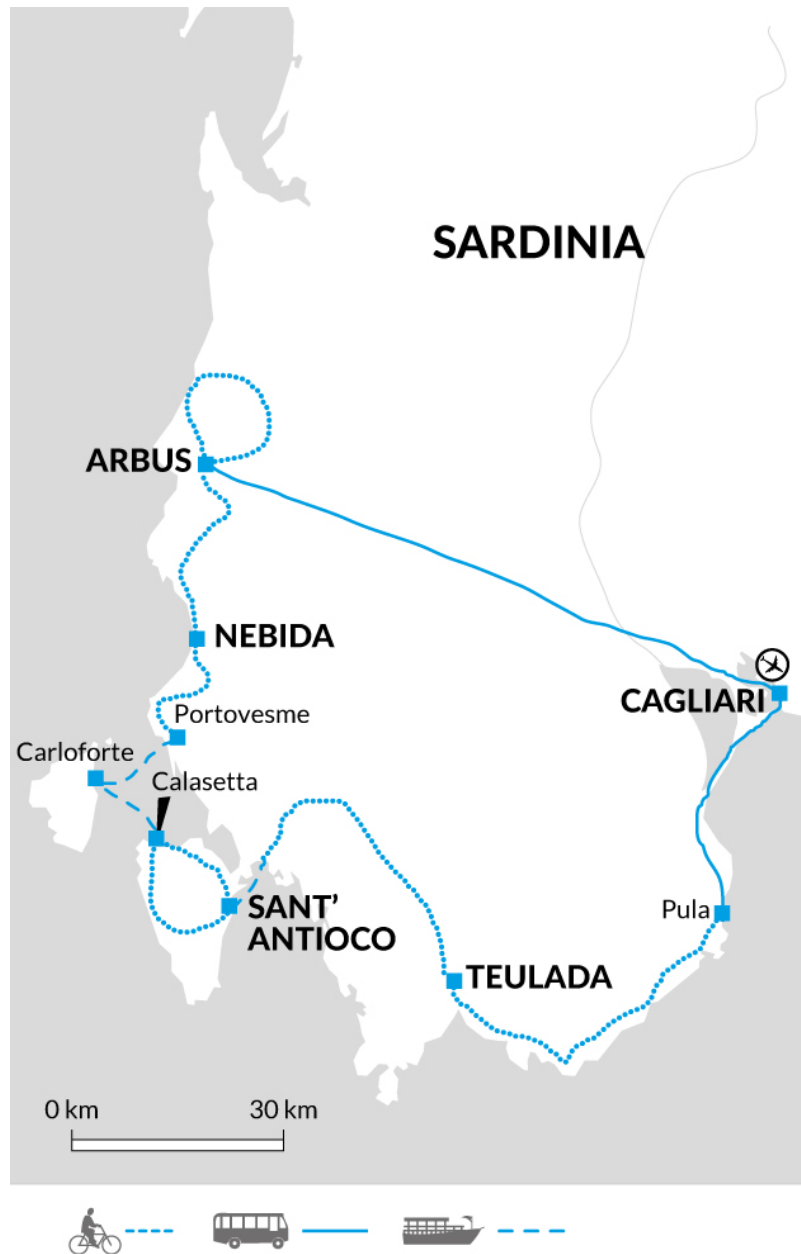 SARDINIA
ARBUS
NEBIDA
CAGLIARI
Portovesme
Carloforte
Calasetta
SANT’
ANTIOCO
Pula
TEULADA
0 km
30 km